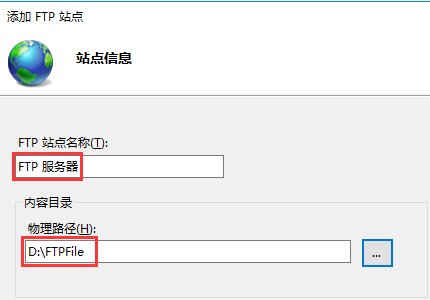 添加 FTP 站点
站点信息
FTP 站点名称(T):
FTP 服务器
内容目录
物理路径(H):
D:\FTPFile
...